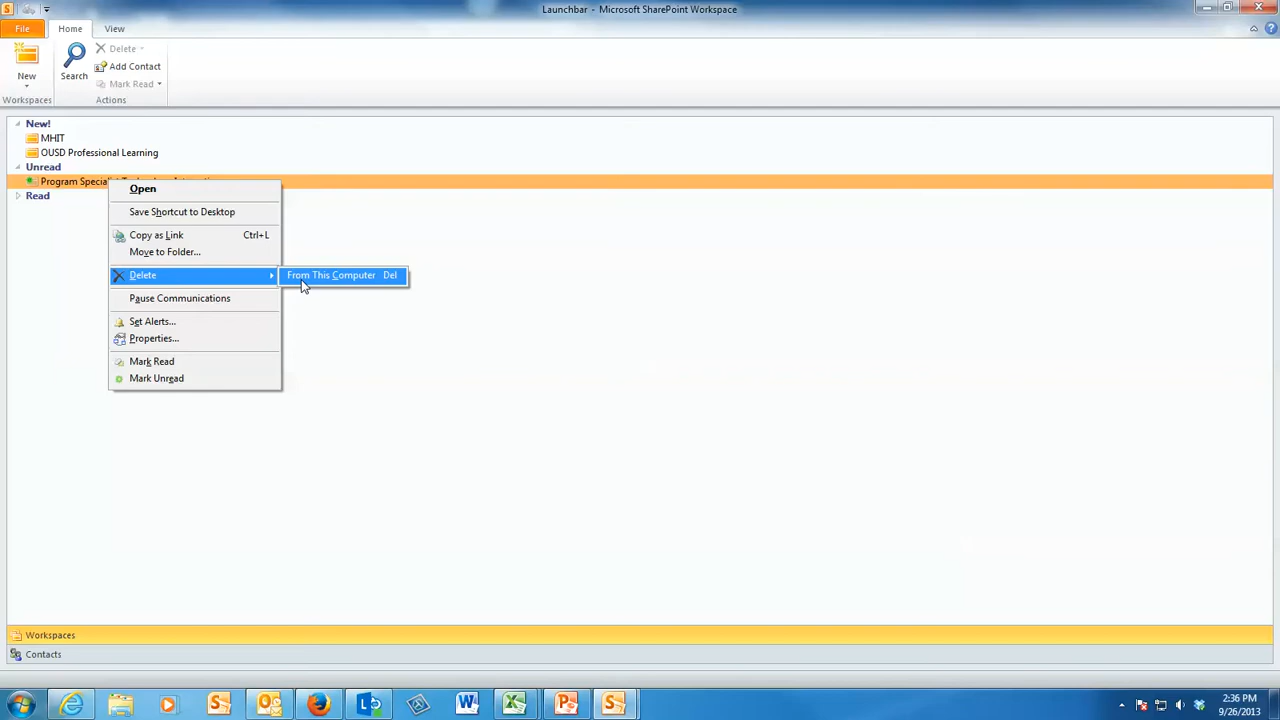 Launchbar - Microsoft SharePoint Workspace
File Home View
New
Search
Delete
Add Contact
Mark Read
Workspaces Actions
New!
MHIT
OUSD Professional Learning
Unread
Program
Read
Open
Save Shortcut to Desktop
Copy as Link Ctrl+L
Move to Folder...
Delete From This Computer Del
Pause Communications
Set Alerts...
Properties...
Mark Read
Mark Unread
Workspaces
Contacts
2:36 PM
9/26/2013